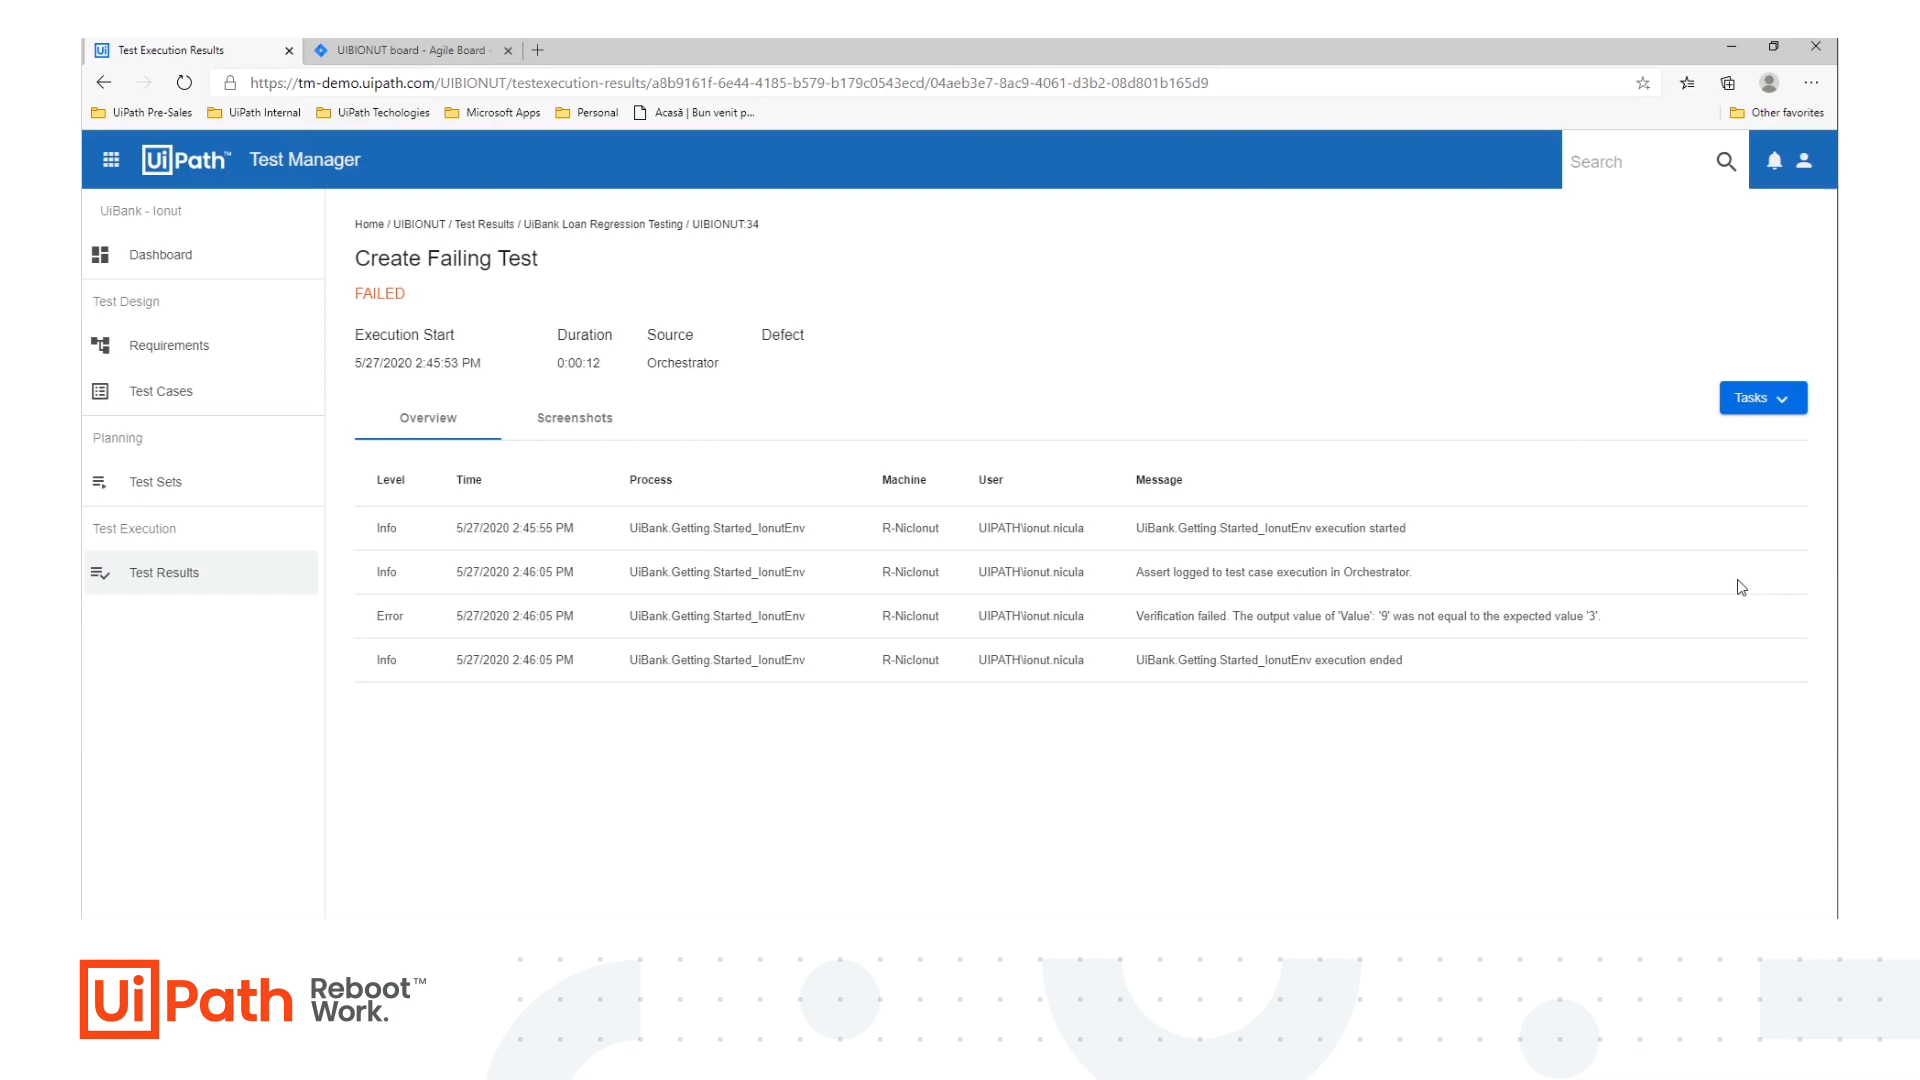 Test Execution Results
UIBIONUT board - Agile Board -
https://tm-demo.uipath.com/UIBIONUT/testexecution-results/a8b9161f-6e44-4185-b579-b179c0543ecd/04aeb3e7-8ac9-4061-d3b2-08d801b165d9
UiPath Pre-Sales UiPath Internal UiPath Techologies Microsoft Apps Personal Acasă | Bun venit p... Other favorites
UiPath™ Test Manager Search
UiBank - Ionut
Dashboard
Test Design
Requirements
Test Cases
Planning
Test Sets
Test Execution
Test Results
Home / UIBIONUT / Test Results / UiBank Loan Regression Testing / UIBIONUT:34
Create Failing Test
FAILED
Execution Start Duration Source Defect
5/27/2020 2:45:53 PM 0:00:12 Orchestrator
Tasks
Overview Screenshots
Level Time Process Machine User Message
Info 5/27/2020 2:45:55 PM UiBank.Getting.Started_IonutEnv R-NicIonut UIPATH\ionut.nicula UiBank.Getting.Started_IonutEnv execution started
Info 5/27/2020 2:46:05 PM UiBank.Getting.Started_IonutEnv R-NicIonut UIPATH\ionut.nicula Assert logged to test case execution in Orchestrator.
Error 5/27/2020 2:46:05 PM UiBank.Getting.Started_IonutEnv R-NicIonut UIPATH\ionut.nicula Verification failed. The output value of 'Value': '9' was not equal to the expected value '3'.
Info 5/27/2020 2:46:05 PM UiBank.Getting.Started_IonutEnv R-NicIonut UIPATH\ionut.nicula UiBank.Getting.Started_IonutEnv execution ended
UiPath Reboot™
Work.